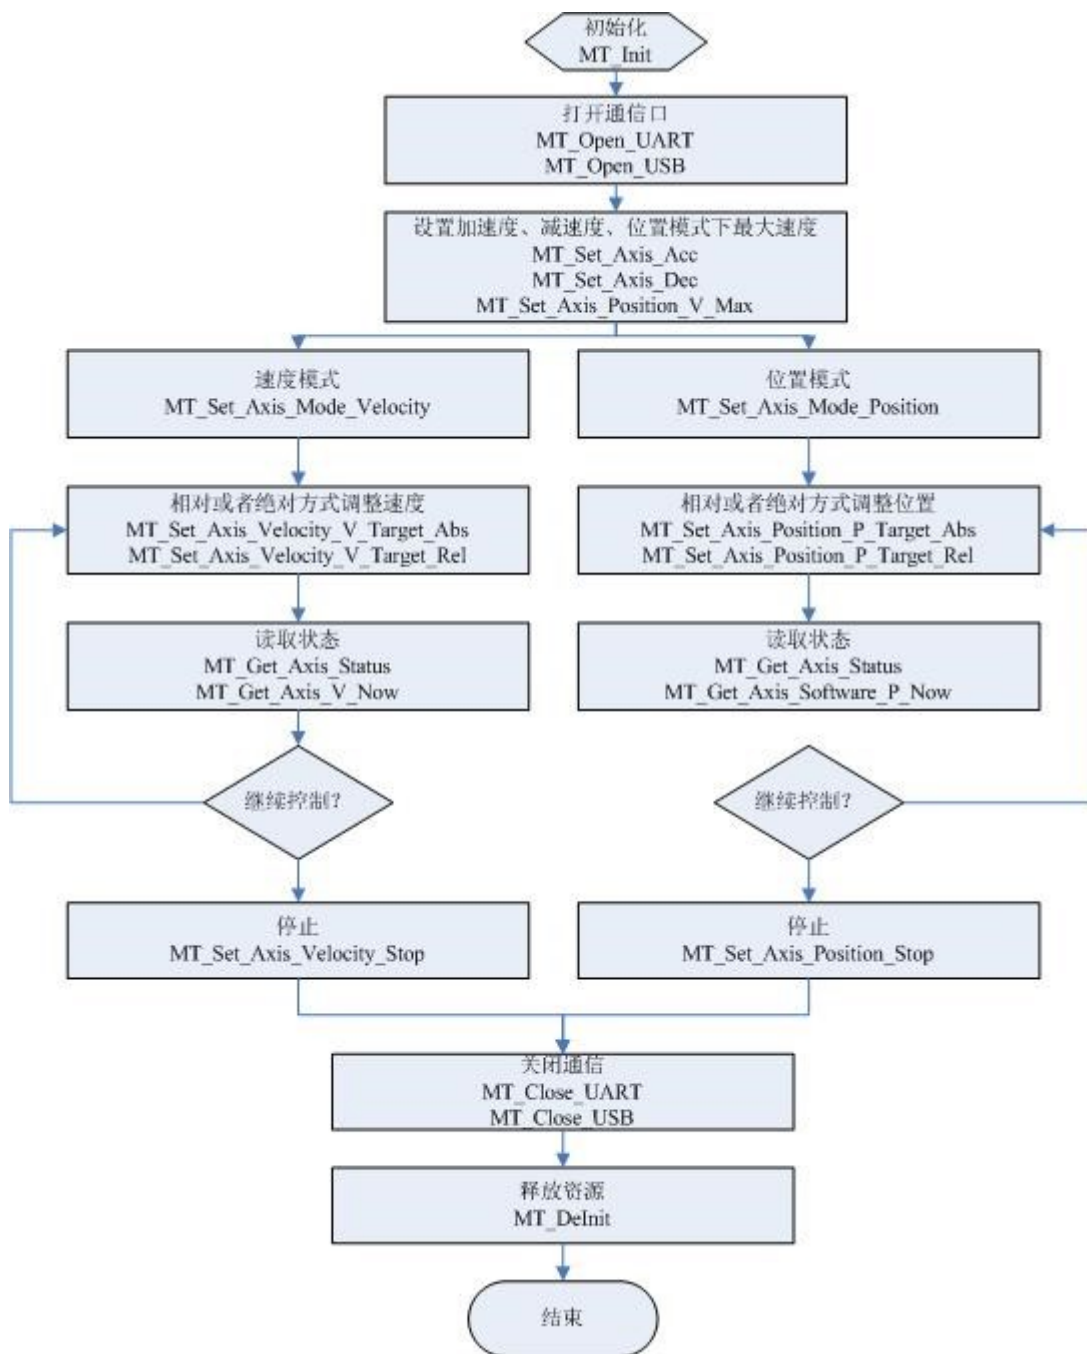 初始化
MT_Init
打开通信口
MT_Open_UART
MT_Open_USB
设置加速度、减速度、位置模式下最大速度
MT_Set_Axis_Acc
MT_Set_Axis_Dec
MT_Set_Axis_Position_V_Max
速度模式
MT_Set_Axis_Mode_Velocity
位置模式
MT_Set_Axis_Mode_Position
相对或者绝对方式调整速度
MT_Set_Axis_Velocity_V_Target_Abs
MT_Set_Axis_Velocity_V_Target_Rel
相对或者绝对方式调整位置
MT_Set_Axis_Position_P_Target_Abs
MT_Set_Axis_Position_P_Target_Rel
读取状态
MT_Get_Axis_Status
MT_Get_Axis_V_Now
读取状态
MT_Get_Axis_Status
MT_Get_Axis_Software_P_Now
继续控制?
继续控制?
停止
MT_Set_Axis_Velocity_Stop
停止
MT_Set_Axis_Position_Stop
关闭通信
MT_Close_UART
MT_Close_USB
释放资源
MT_DeInit
结束